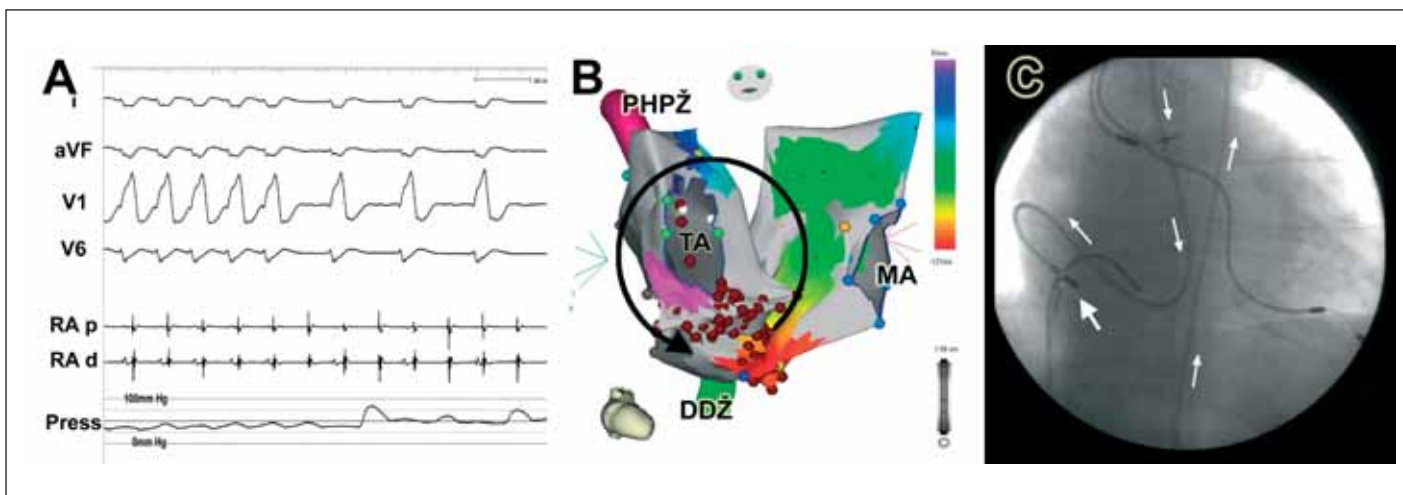 A
I
aVF
V1
V6
RA p
RA d
100mm Hg
Press
0mm Hg
B
PHPŽ
TA
MA
DDŽ
C